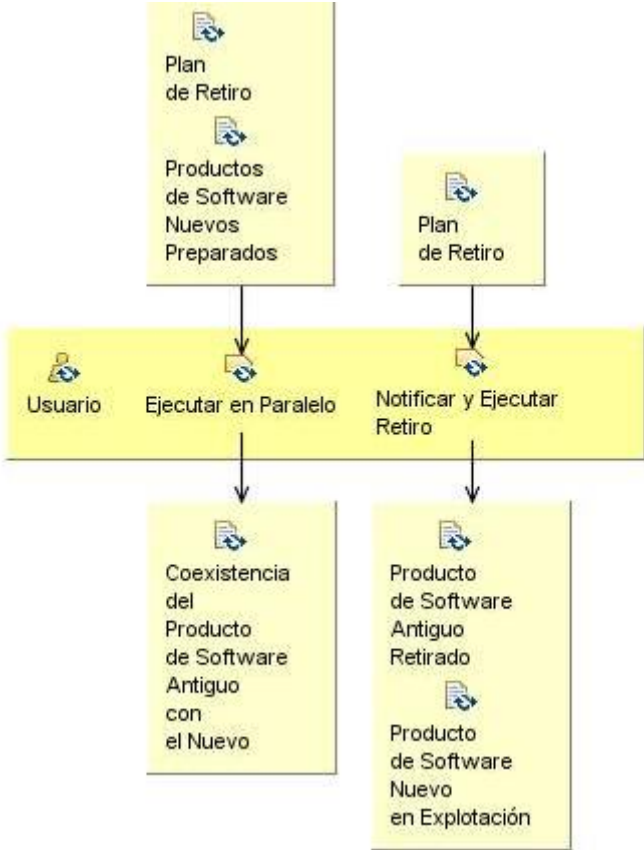 Plan
de Retiro
Productos
de Software
Nuevos
Preparados
Plan
de Retiro
Usuario
Ejecutar en Paralelo
Notificar y Ejecutar
Retiro
Coexistencia
del
Producto
de Software
Antiguo
con
el Nuevo
Producto
de Software
Antiguo
Retirado
Producto
de Software
Nuevo
en Explotación